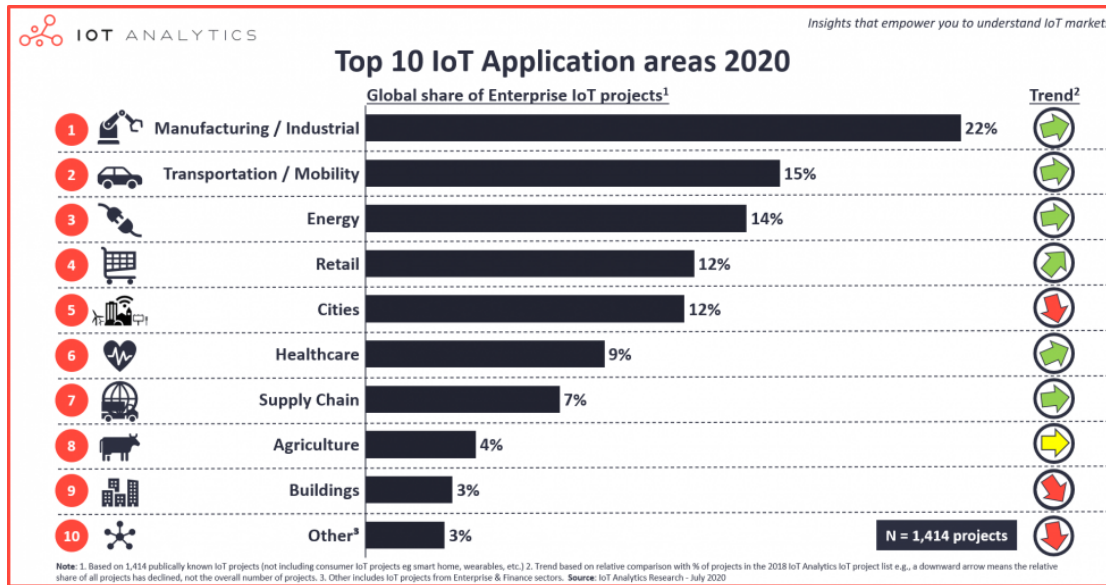 IOT ANALYTICS
Insights that empower you to understand IoT market
Top 10 IoT Application areas 2020
Global share of Enterprise IoT projects¹
Trend²
1 Manufacturing / Industrial 22%
2 Transportation / Mobility 15%
3 Energy 14%
4 Retail 12%
5 Cities 12%
6 Healthcare 9%
7 Supply Chain 7%
8 Agriculture 4%
9 Buildings 3%
10 Other³ 3%
N = 1,414 projects
Note: 1. Based on 1,414 publically known IoT projects (not including consumer IoT projects eg smart home, wearables, etc.) 2. Trend based on relative comparison with % of projects in the 2018 IoT Analytics IoT project list e.g., a downward arrow means the relative
share of all projects has declined, not the overall number of projects. 3. Other includes IoT projects from Enterprise & Finance sectors. Source: IoT Analytics Research - July 2020